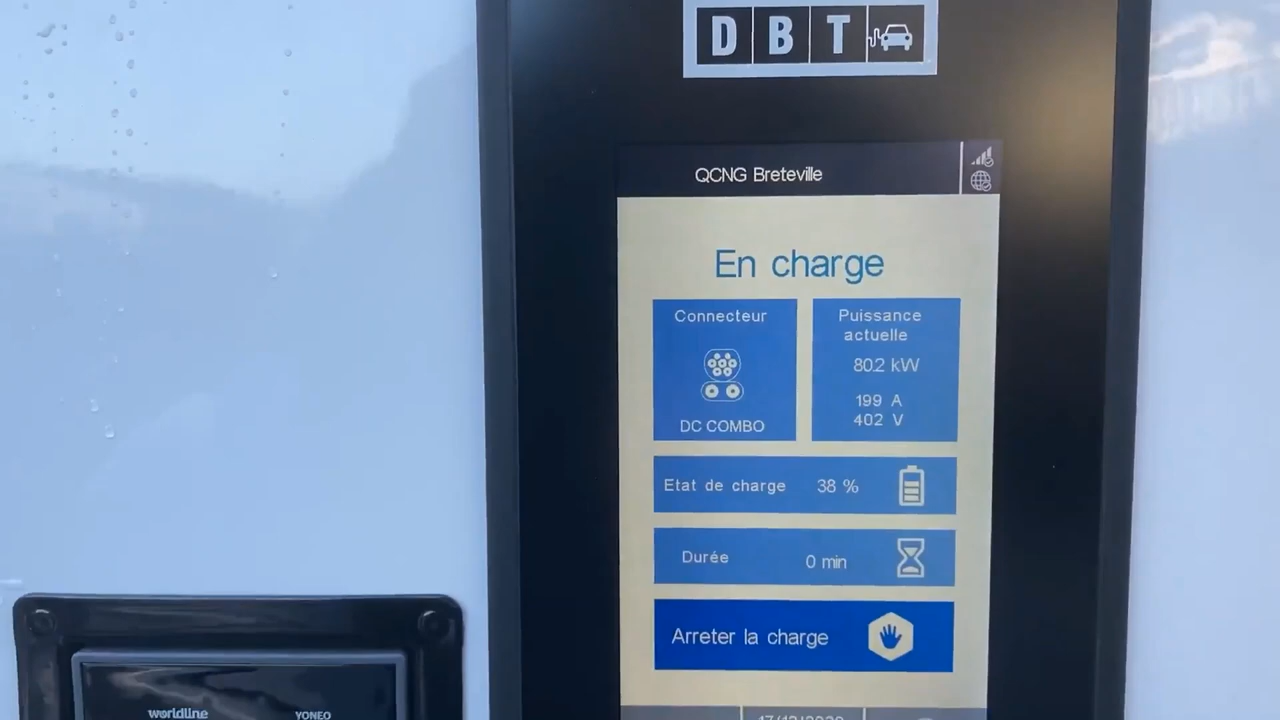 DBT
QCNG Breteville
En charge
Connecteur
DC COMBO
Puissance
actuelle
80.2 kW
199 A
402 V
Etat de charge 38 %
Durée 0 min
Arreter la charge
worldline YONEO